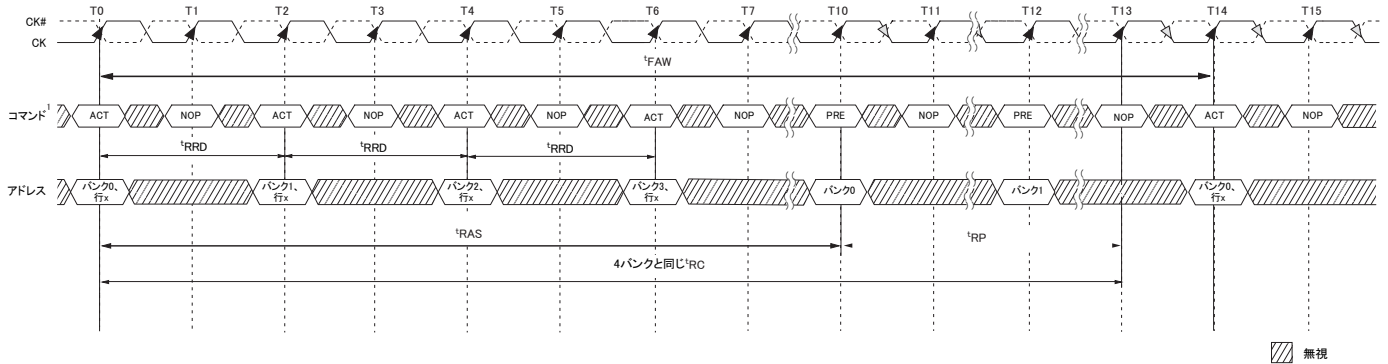 T0 T1 T2 T3 T4 T5 T6 T7 T10 T11 T12 T13 T14 T15
CK#
CK
tFAW
コマンド1
ACT NOP ACT NOP ACT NOP ACT NOP PRE NOP PRE NOP ACT NOP
tRRD tRRD tRRD
アドレス
バンク0、行x バンク1、行x バンク2、行x バンク3、行x バンク0 バンク1 バンク0、行x
tRAS tRP
4バンクと同じtRC
無視